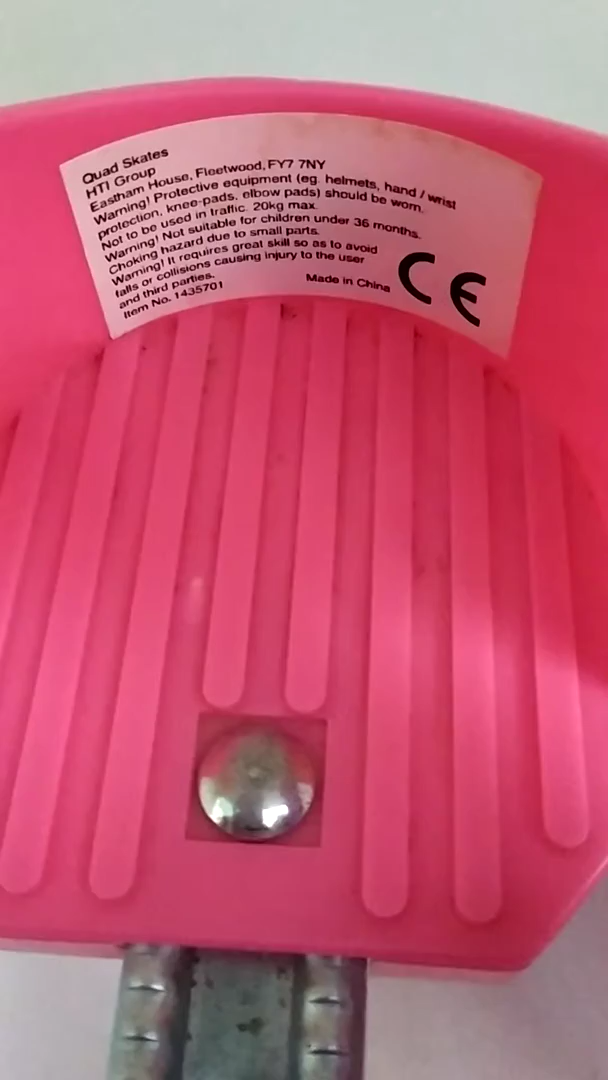 Quad Skates
HTI Group
Eastham House, Fleetwood, FY7 7NY
Warning! Protective equipment (eg. helmets, hand / wrist
protection, knee-pads, elbow pads) should be worn.
Not to be used in traffic. 20kg max.
Warning! Not suitable for children under 36 months.
Choking hazard due to small parts.
Warning! It requires great skill so as to avoid
falls or collisions causing injury to the user
and third parties.
Item No. 1435701
Made in China
CE